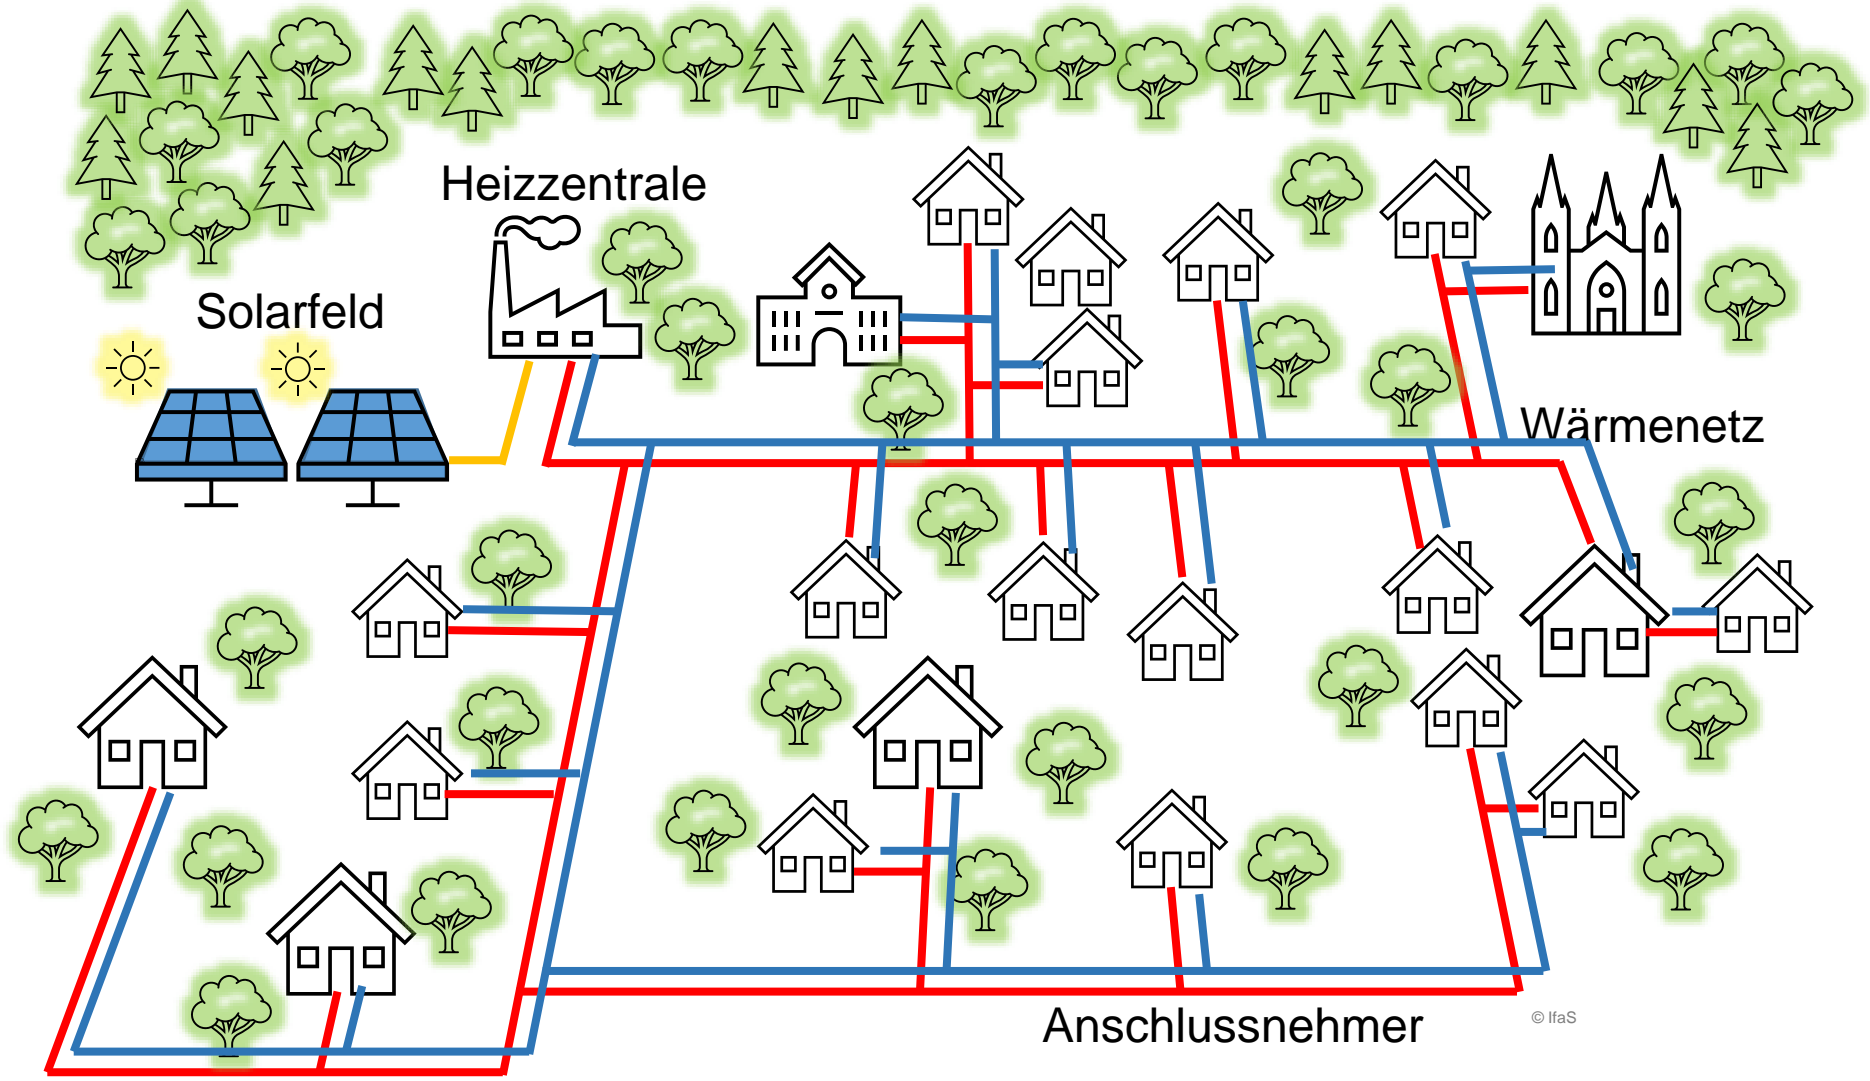 Heizzentrale
Solarfeld
Wärmenetz
Anschlussnehmer
© IfaS